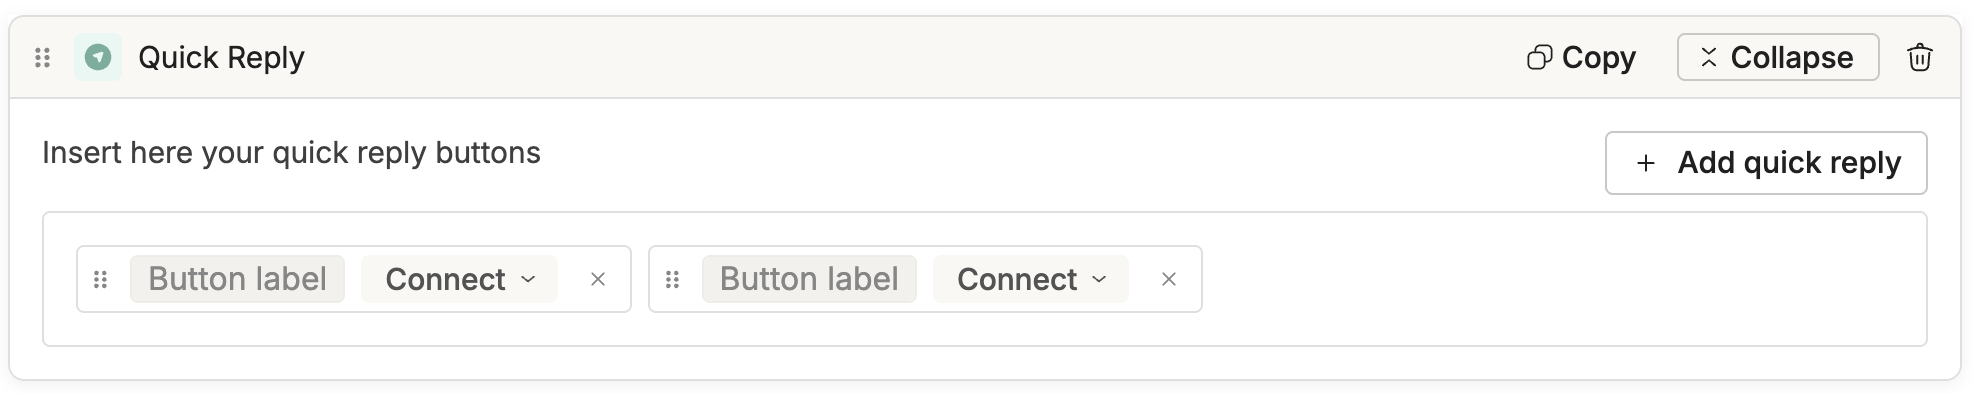 Quick Reply
Copy
Collapse
Insert here your quick reply buttons
Add quick reply
Button label
Connect
Button label
Connect